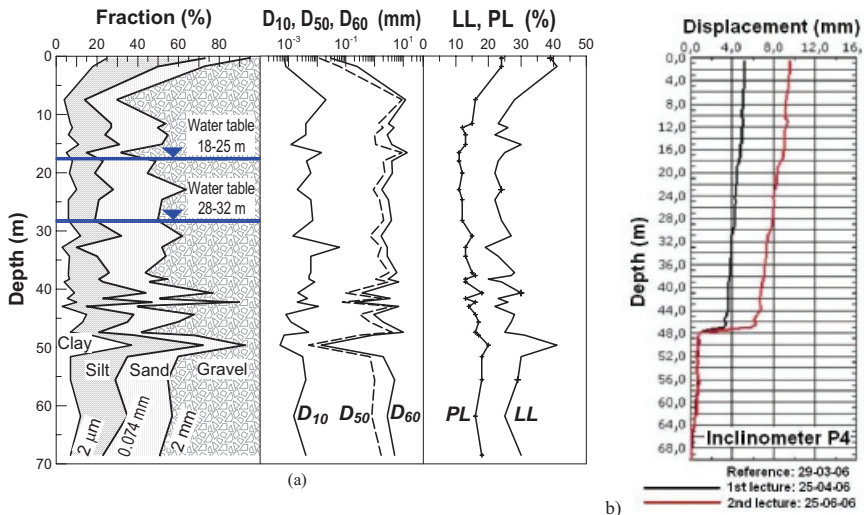 Fraction (%)
0 20 40 60 80 100
D10, D50, D60 (mm)
10-3 10-1 101
LL, PL (%)
0 10 20 30 40 50
Depth (m)
0
10
20
30
40
50
60
70
Water table
18-25 m
Water table
28-32 m
Clay
Silt
Sand
Gravel
2 μm
0.074 mm
2 mm
D10
D50
D60
PL
LL
(a)
Displacement (mm)
0,0 4,0 8,0 12,0 16,
Depth (m)
0,0
4,0
8,0
12,0
16,0
20,0
24,0
28,0
32,0
36,0
40,0
44,0
48,0
52,0
56,0
60,0
64,0
68,0
Inclinometer P4
Reference: 29-03-06
1st lecture: 25-04-06
2nd lecture: 25-06-06
b)